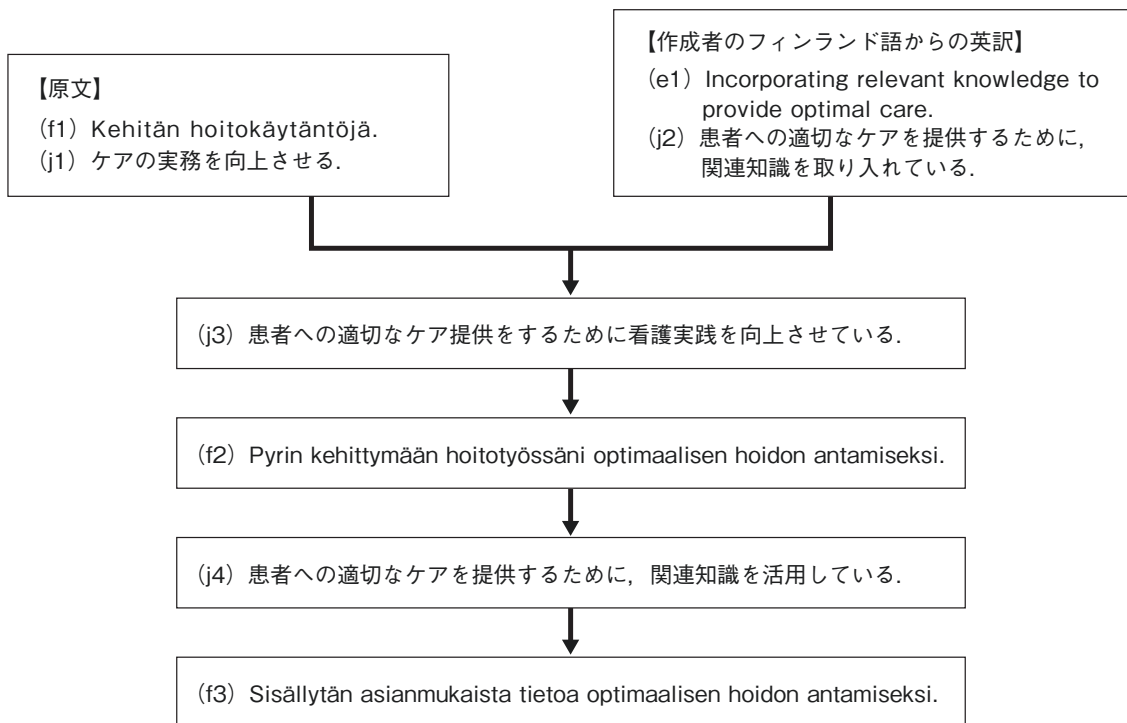 【原文】
(f1) Kehitän hoitokäytäntöjä.
(j1) ケアの実務を向上させる．
【作成者のフィンランド語からの英訳】
(e1) Incorporating relevant knowledge to
provide optimal care.
(j2) 患者への適切なケアを提供するために，
関連知識を取り入れている．
(j3) 患者への適切なケア提供をするために看護実践を向上させている．
(f2) Pyrin kehittymään hoitotyössäni optimaalisen hoidon antamiseksi.
(j4) 患者への適切なケアを提供するために，関連知識を活用している．
(f3) Sisällytän asianmukaista tietoa optimaalisen hoidon antamiseksi.